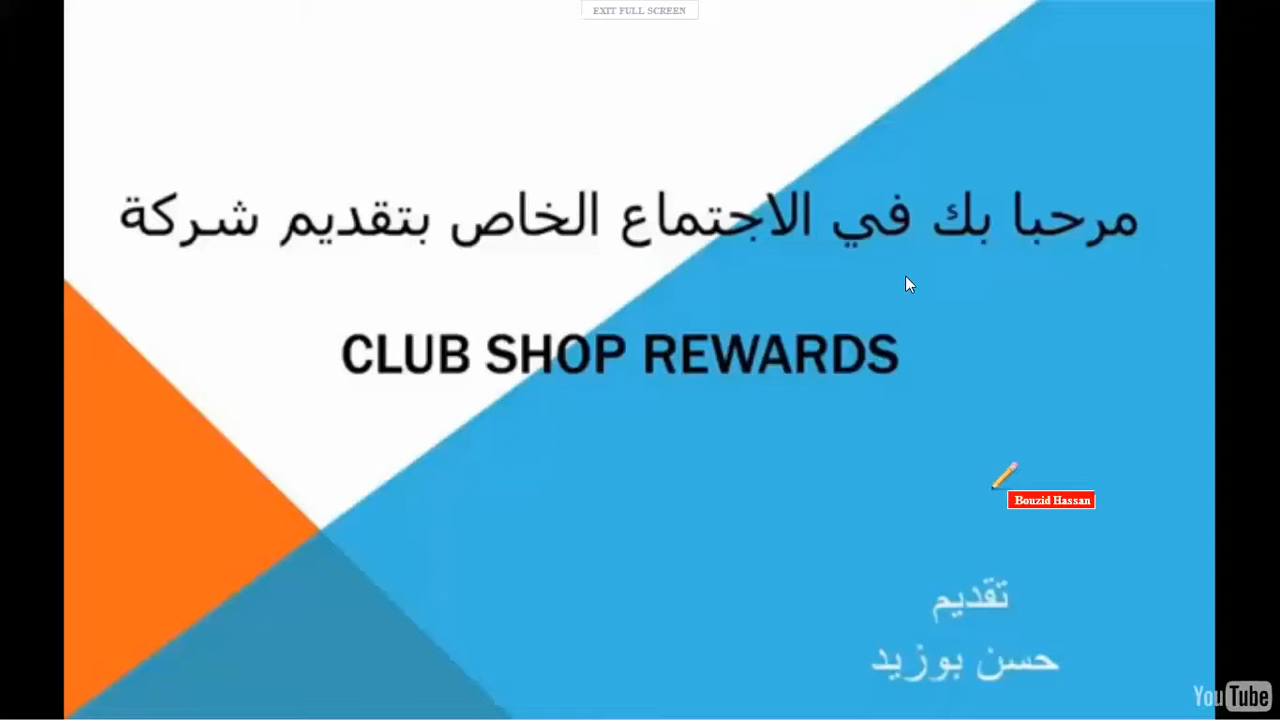 EXIT FULL SCREEN
مرحبا بك في الاجتماع الخاص بتقديم شركة
CLUB SHOP REWARDS
Bouzid Hassan
تقديم
حسن بوزيد
YouTube